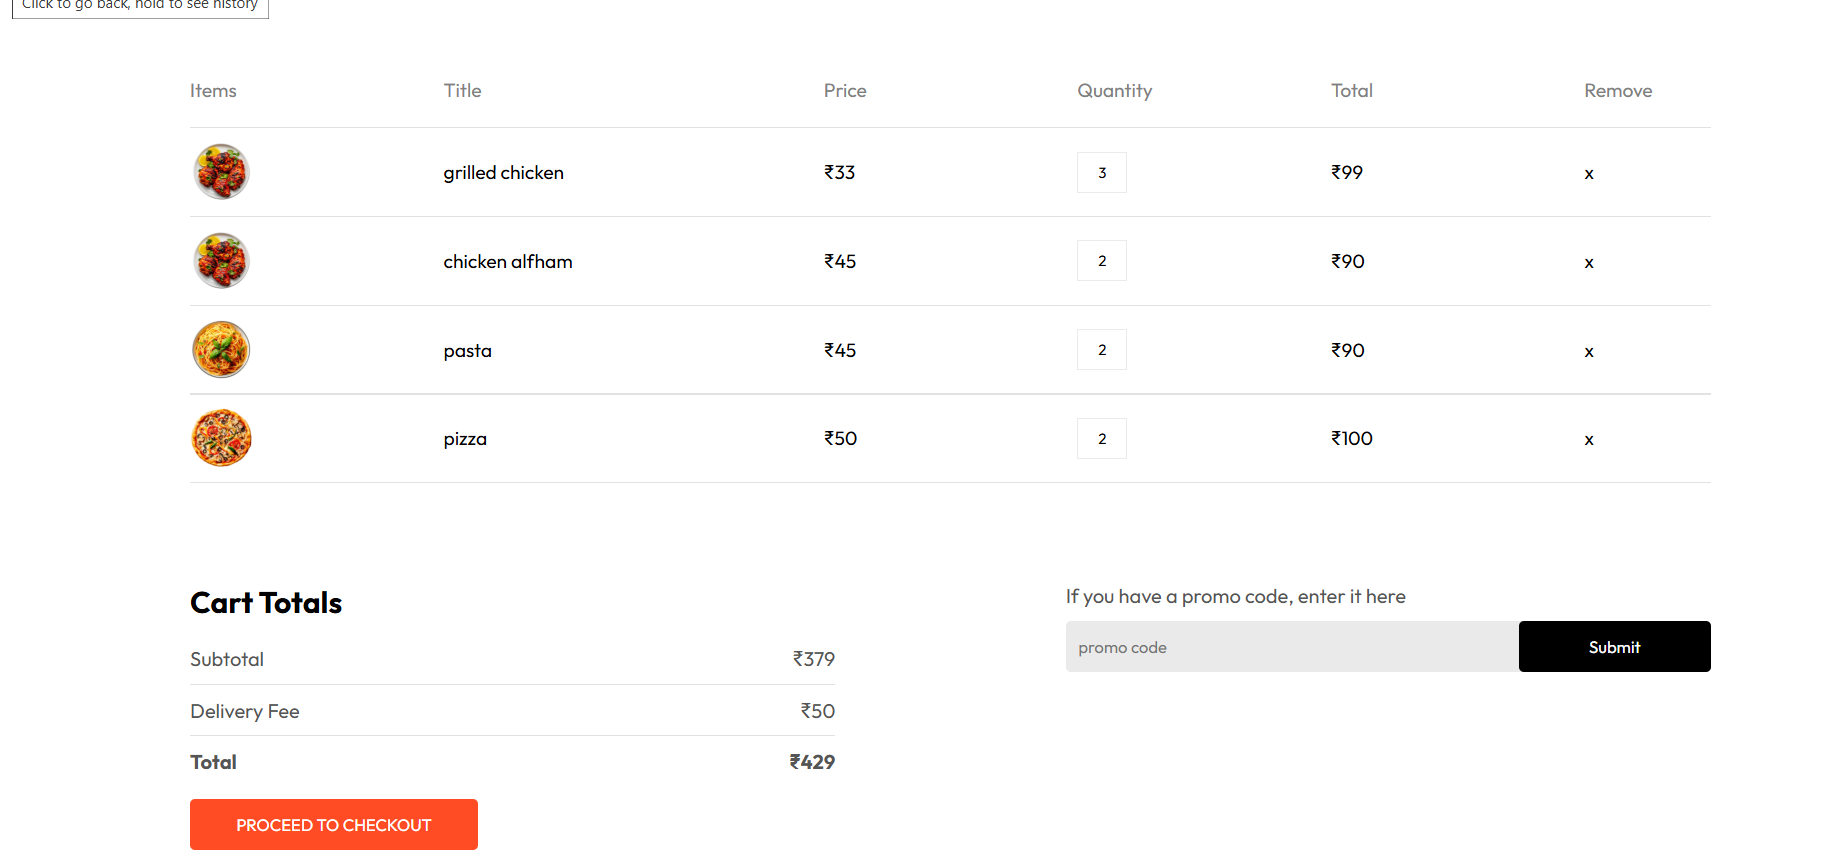 Click to go back, hold to see history
Items Title Price Quantity Total Remove
grilled chicken ₹33 3 ₹99 x
chicken alfham ₹45 2 ₹90 x
pasta ₹45 2 ₹90 x
pizza ₹50 2 ₹100 x
Cart Totals
Subtotal ₹379
Delivery Fee ₹50
Total ₹429
PROCEED TO CHECKOUT
If you have a promo code, enter it here
promo code Submit